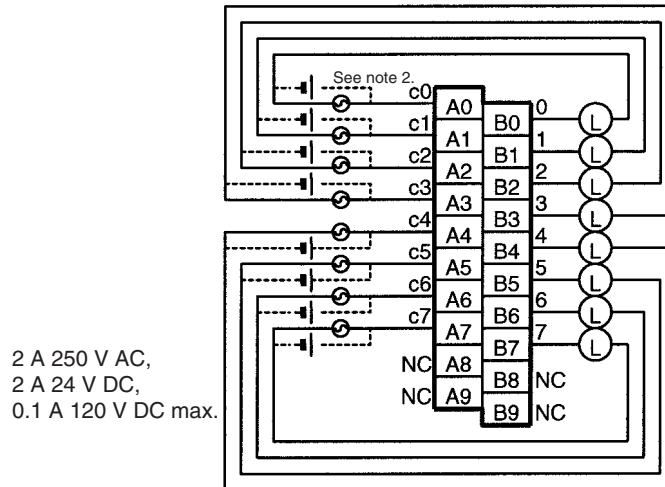 See note 2.
c0 A0 0
B0 L
c1 A1 1
B1 L
c2 A2 2
B2 L
c3 A3 3
B3 L
c4 A4 4
B4 L
c5 A5 5
B5 L
c6 A6 6
B6 L
c7 A7 7
B7 L
NC A8
B8 NC
NC A9
B9 NC
2 A 250 V AC,
2 A 24 V DC,
0.1 A 120 V DC max.